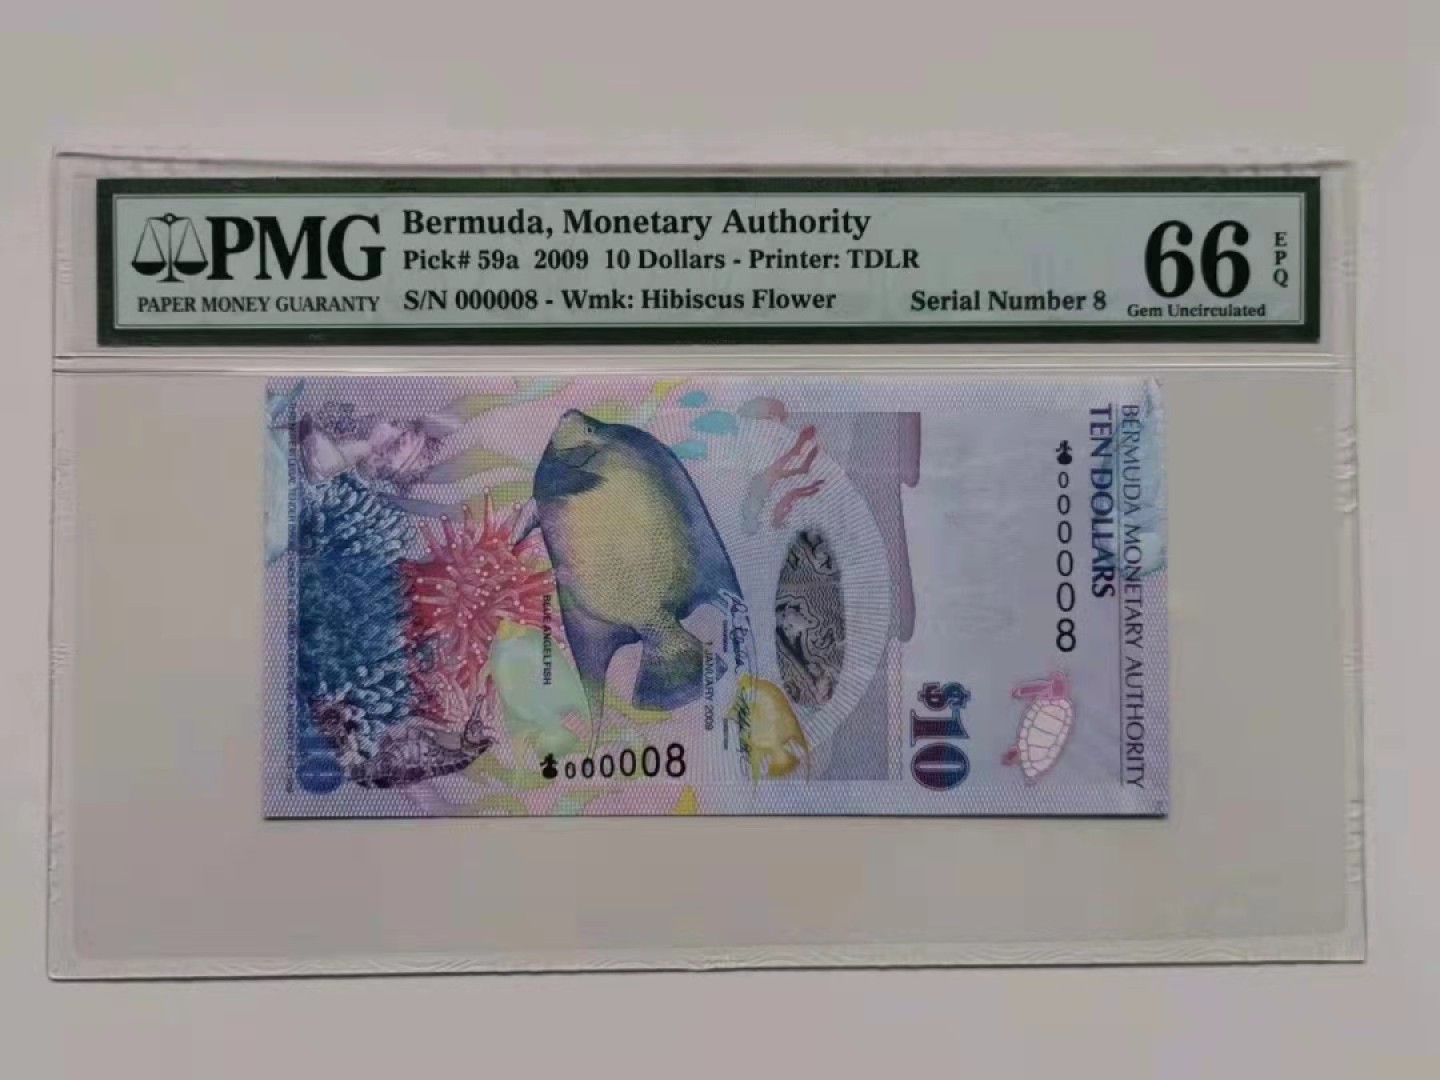 PMG
PAPER MONEY GUARANTY
Bermuda, Monetary Authority
Pick# 59a 2009 10 Dollars - Printer: TDLR
S/N 000008 - Wmk: Hibiscus Flower
Serial Number 8
66
EPQ
Gem Uncirculated
BERMUDA MONETARY AUTHORITY
TEN DOLLARS
000008
$10
BLUE ANGELFISH
1 JANUARY 2009
000008